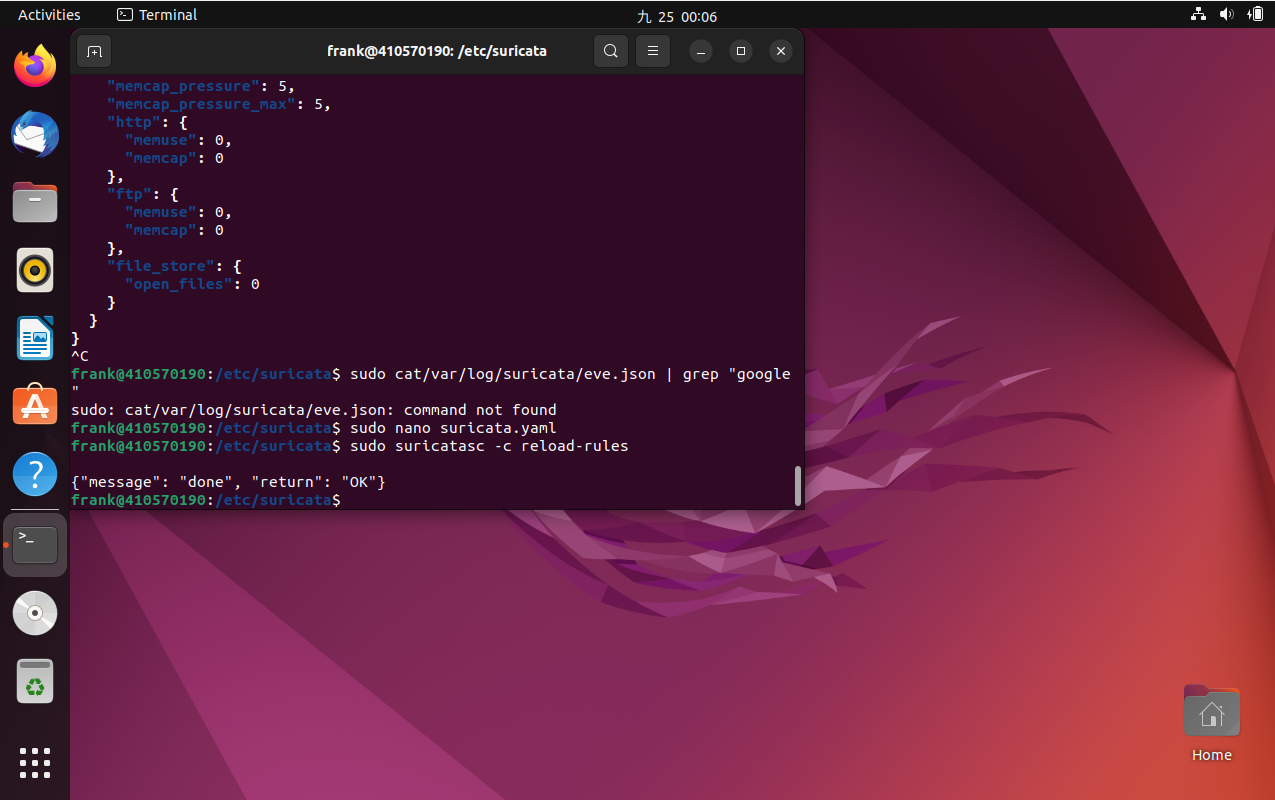 Activities Terminal 九 25 00:06
frank@410570190: /etc/suricata
"memcap_pressure": 5,
"memcap_pressure_max": 5,
"http": {
"memuse": 0,
"memcap": 0
},
"ftp": {
"memuse": 0,
"memcap": 0
},
"file_store": {
"open_files": 0
}
}
}
^C
frank@410570190:/etc/suricata$ sudo cat/var/log/suricata/eve.json | grep "google
"
sudo: cat/var/log/suricata/eve.json: command not found
frank@410570190:/etc/suricata$ sudo nano suricata.yaml
frank@410570190:/etc/suricata$ sudo suricatasc -c reload-rules
{"message": "done", "return": "OK"}
frank@410570190:/etc/suricata$
Home